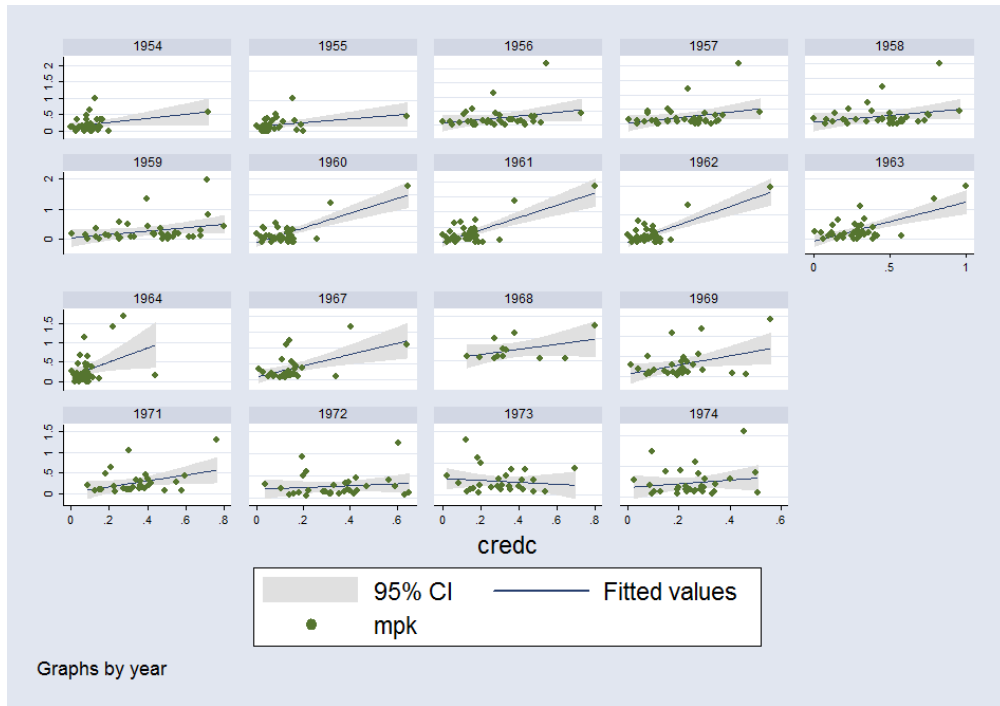 1954 1955 1956 1957 1958
0 .5 1 1.5 2
1959 1960 1961 1962 1963
0 1 2
0 .5 1
1964 1967 1968 1969
0 .5 1 1.5
1971 1972 1973 1974
0 .5 1 1.5
0 .2 .4 .6 .8 0 .2 .4 .6 0 .2 .4 .6 .8 0 .2 .4 .6
credc
95% CI Fitted values
mpk
Graphs by year